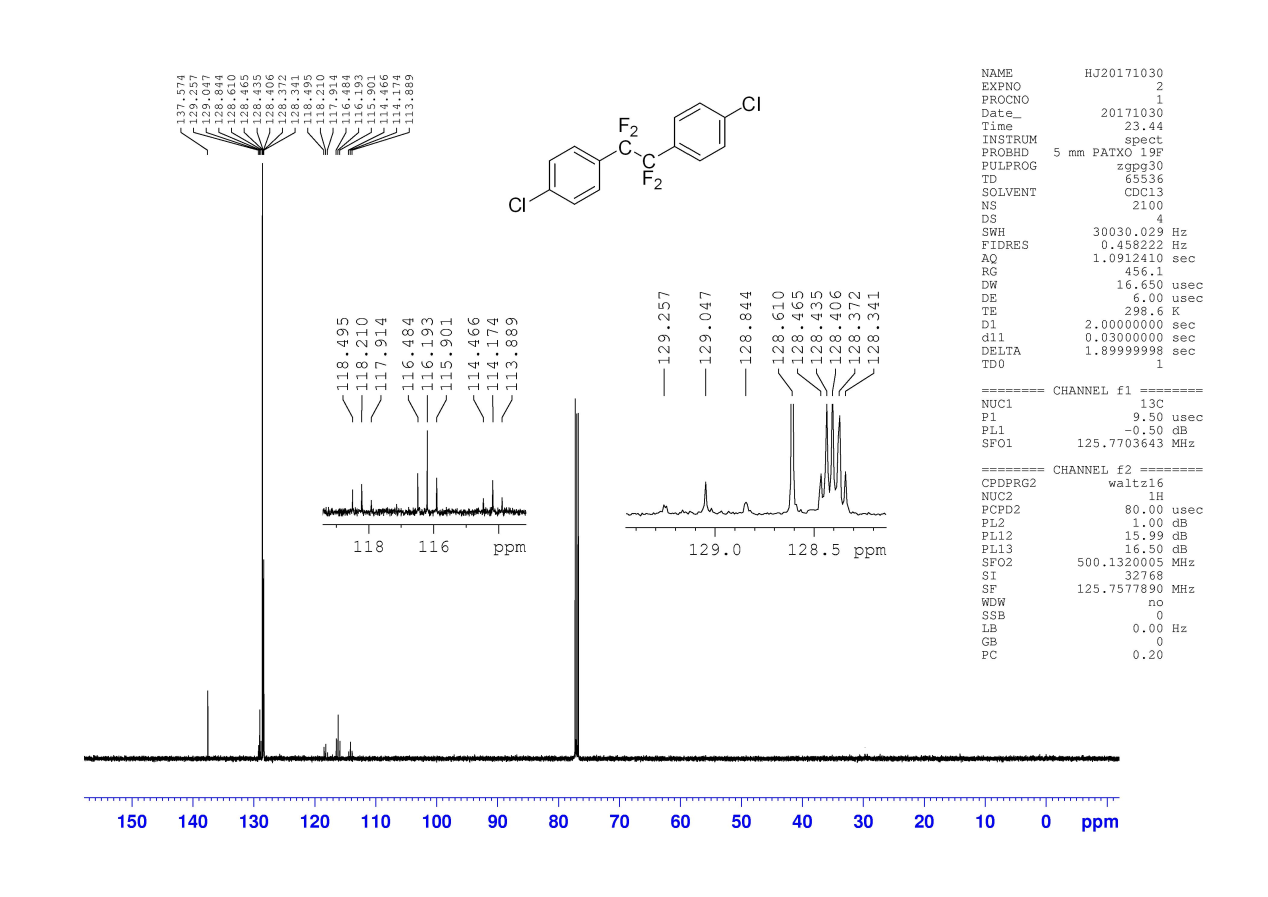 137.574
129.257
129.047
128.844
128.610
128.465
128.435
128.406
128.372
128.341
118.495
118.210
117.914
116.484
116.193
115.901
114.466
114.174
113.889
Cl
F2
C
C
F2
Cl
118.495
118.210
117.914
116.484
116.193
115.901
114.466
114.174
113.889
118 116 ppm
129.257
129.047
128.844
128.610
128.465
128.435
128.406
128.372
128.341
129.0 128.5 ppm
NAME HJ20171030
EXPNO 2
PROCNO 1
Date_ 20171030
Time 23.44
INSTRUM spect
PROBHD 5 mm PATXO 19F
PULPROG zgpg30
TD 65536
SOLVENT CDCl3
NS 2100
DS 4
SWH 30030.029 Hz
FIDRES 0.458222 Hz
AQ 1.0912410 sec
RG 456.1
DW 16.650 usec
DE 6.00 usec
TE 298.6 K
D1 2.00000000 sec
d11 0.03000000 sec
DELTA 1.89999998 sec
TD0 1
======== CHANNEL f1 ========
NUC1 13C
P1 9.50 usec
PL1 -0.50 dB
SFO1 125.7703643 MHz
======== CHANNEL f2 ========
CPDPRG2 waltz16
NUC2 1H
PCPD2 80.00 usec
PL2 1.00 dB
PL12 15.99 dB
PL13 16.50 dB
SFO2 500.1320005 MHz
SI 32768
SF 125.7577890 MHz
WDW no
SSB 0
LB 0.00 Hz
GB 0
PC 0.20
150 140 130 120 110 100 90 80 70 60 50 40 30 20 10 0 ppm